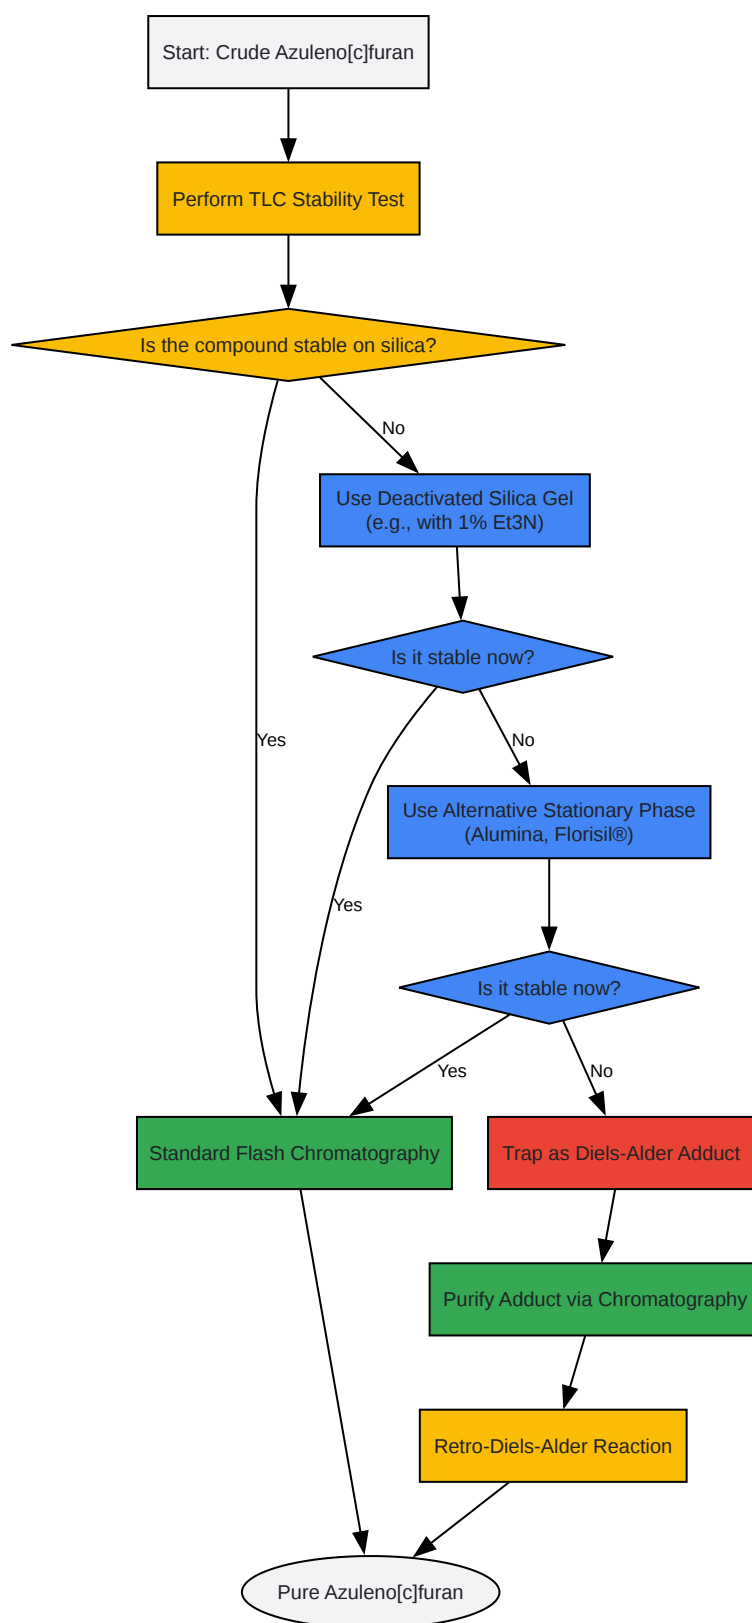 Start: Crude Azuleno[c]furan
Perform TLC Stability Test
Is the compound stable on silica?
No
Use Deactivated Silica Gel
(e.g., with 1% Et3N)
Is it stable now?
Yes
No
Use Alternative Stationary Phase
(Alumina, Florisil®)
Yes
Is it stable now?
Yes
No
Standard Flash Chromatography
Trap as Diels-Alder Adduct
Purify Adduct via Chromatography
Retro-Diels-Alder Reaction
Pure Azuleno[c]furan